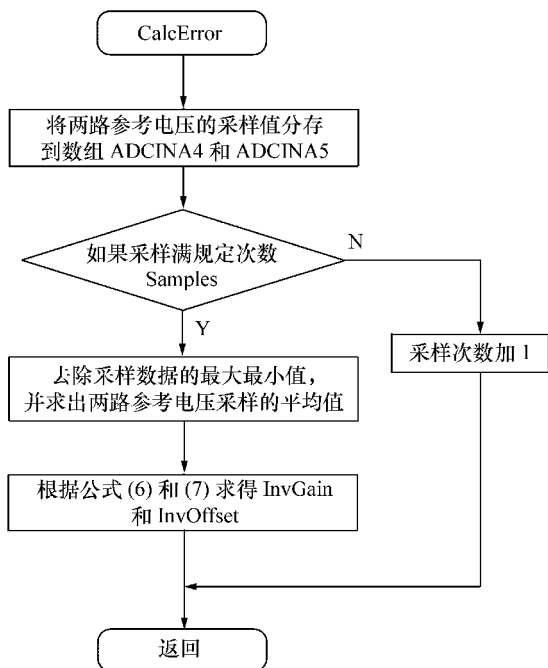 CalcError
将两路参考电压的采样值分存
到数组 ADCINA4 和 ADCINA5
如果采样满规定次数
Samples
N
Y
采样次数加 1
去除采样数据的最大最小值，
并求出两路参考电压采样的平均值
根据公式 (6) 和 (7) 求得 InvGain
和 InvOffset
返回